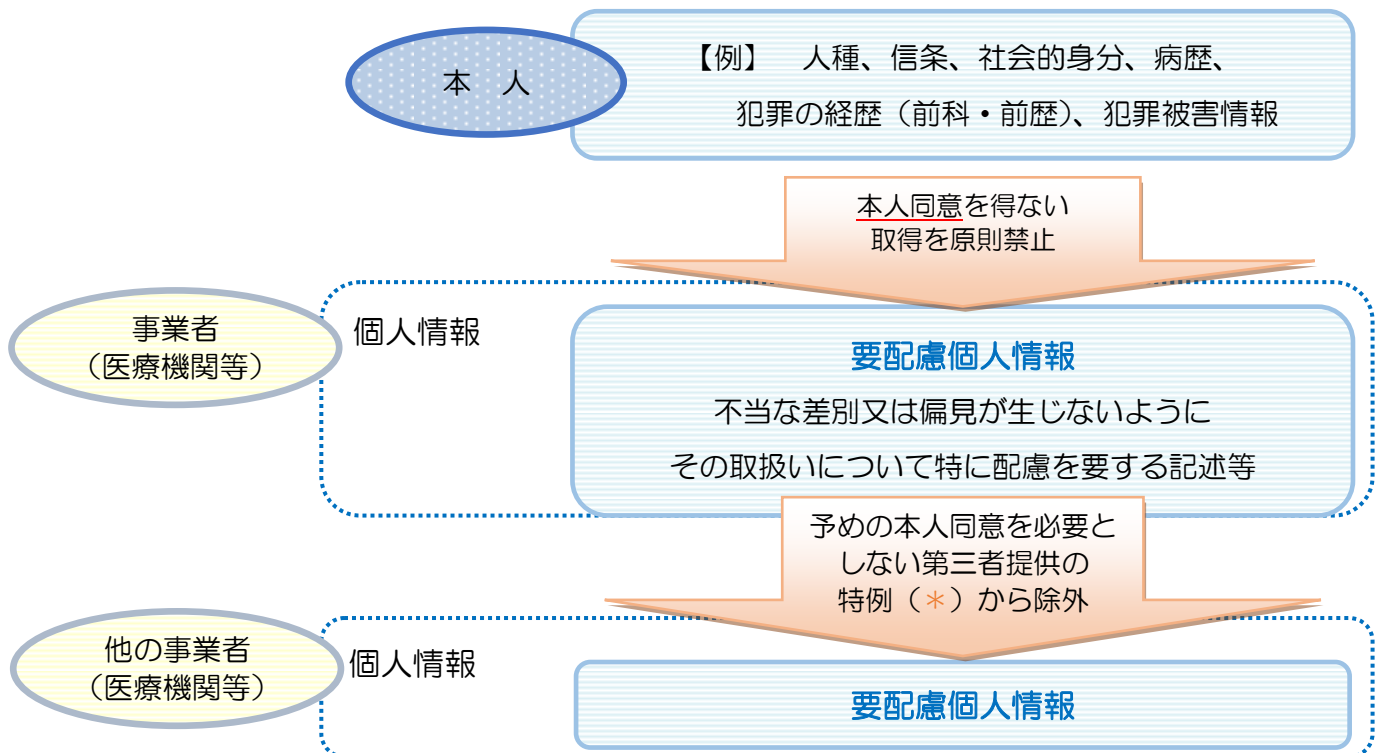 本 人
【例】 人種、信条、社会的身分、病歴、
犯罪の経歴（前科・前歴）、犯罪被害情報
本人同意を得ない
取得を原則禁止
事業者
（医療機関等）
個人情報
要配慮個人情報
不当な差別又は偏見が生じないように
その取扱いについて特に配慮を要する記述等
予めの本人同意を必要と
しない第三者提供の
特例（＊）から除外
他の事業者
（医療機関等）
個人情報
要配慮個人情報